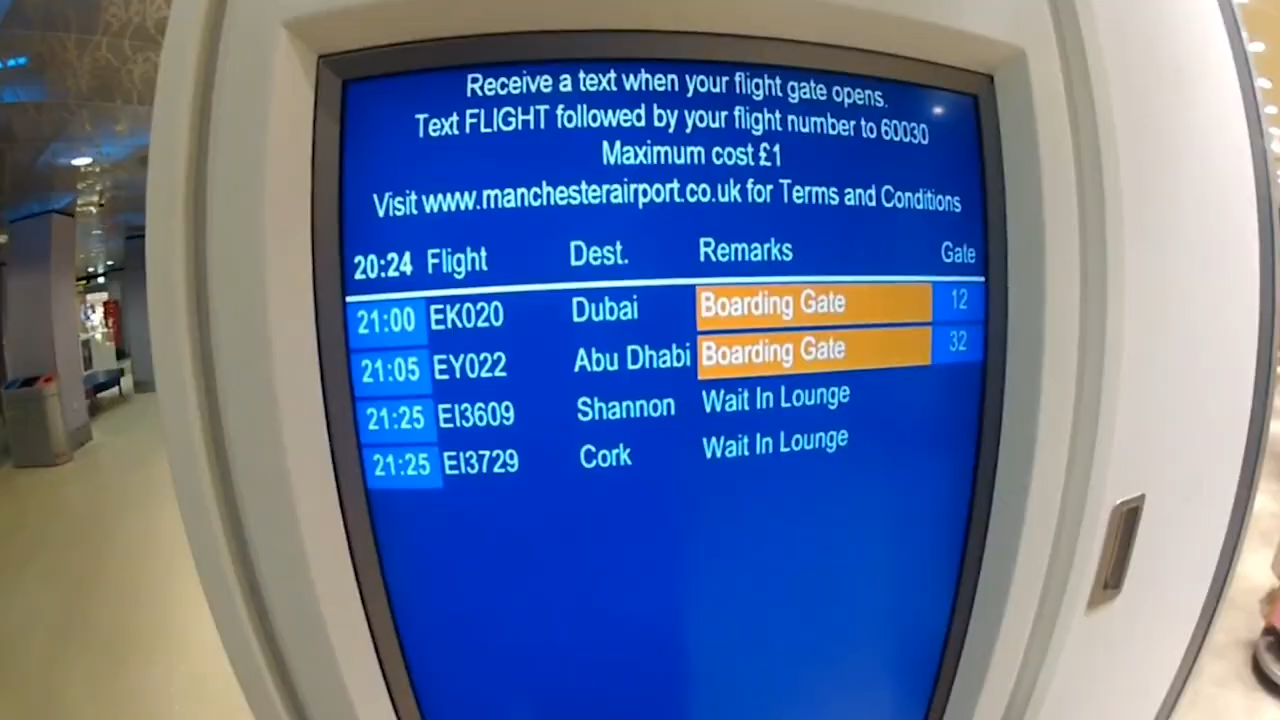 Receive a text when your flight gate opens.
Text FLIGHT followed by your flight number to 60030
Maximum cost £1
Visit www.manchesterairport.co.uk for Terms and Conditions
20:24 Flight Dest. Remarks Gate
21:00 EK020 Dubai Boarding Gate 12
21:05 EY022 Abu Dhabi Boarding Gate 32
21:25 EI3609 Shannon Wait In Lounge
21:25 EI3729 Cork Wait In Lounge